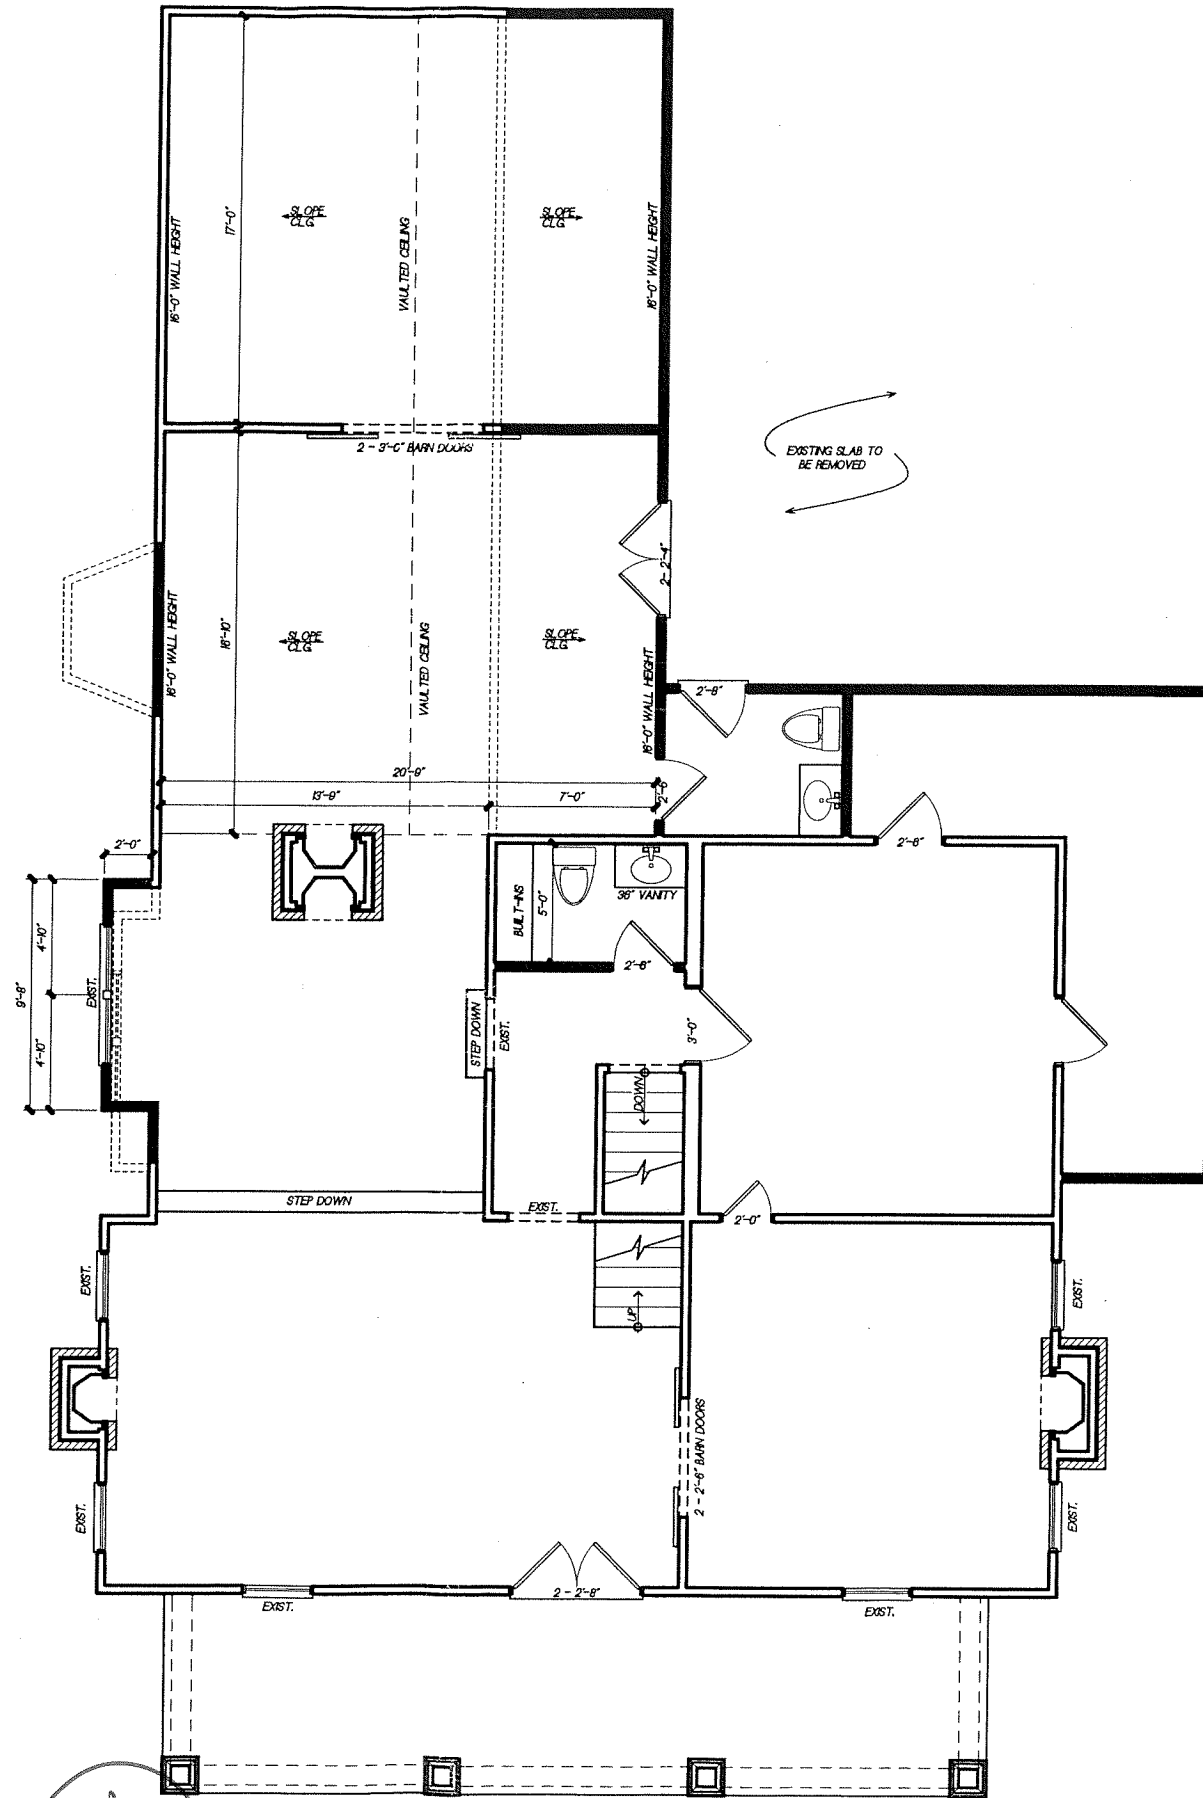 SLOPE
CLG.
SLOPE
CLG.
17'-0"
16'-0" WALL HEIGHT
VAULTED CEILING
16'-0" WALL HEIGHT
2 - 3'-0" BARN DOORS
EXISTING SLAB TO
BE REMOVED
2 - 2'-4"
16'-0" WALL HEIGHT
16'-10"
SLOPE
CLG.
SLOPE
CLG.
VAULTED CEILING
16'-0" WALL HEIGHT
2'-8"
20'-9"
13'-9"
7'-0"
2'-6"
2'-0"
2'-8"
BUILT-INS
5'-0"
36" VANITY
2'-6"
9'-8"
4'-10"
4'-10"
EXIST.
STEP DOWN
EXIST.
3'-0"
DOWN
STEP DOWN
EXIST.
2'-0"
EXIST.
UP
EXIST.
2 - 2'-6" BARN DOORS
EXIST.
EXIST.
EXIST.
2 - 2'-8"
EXIST.